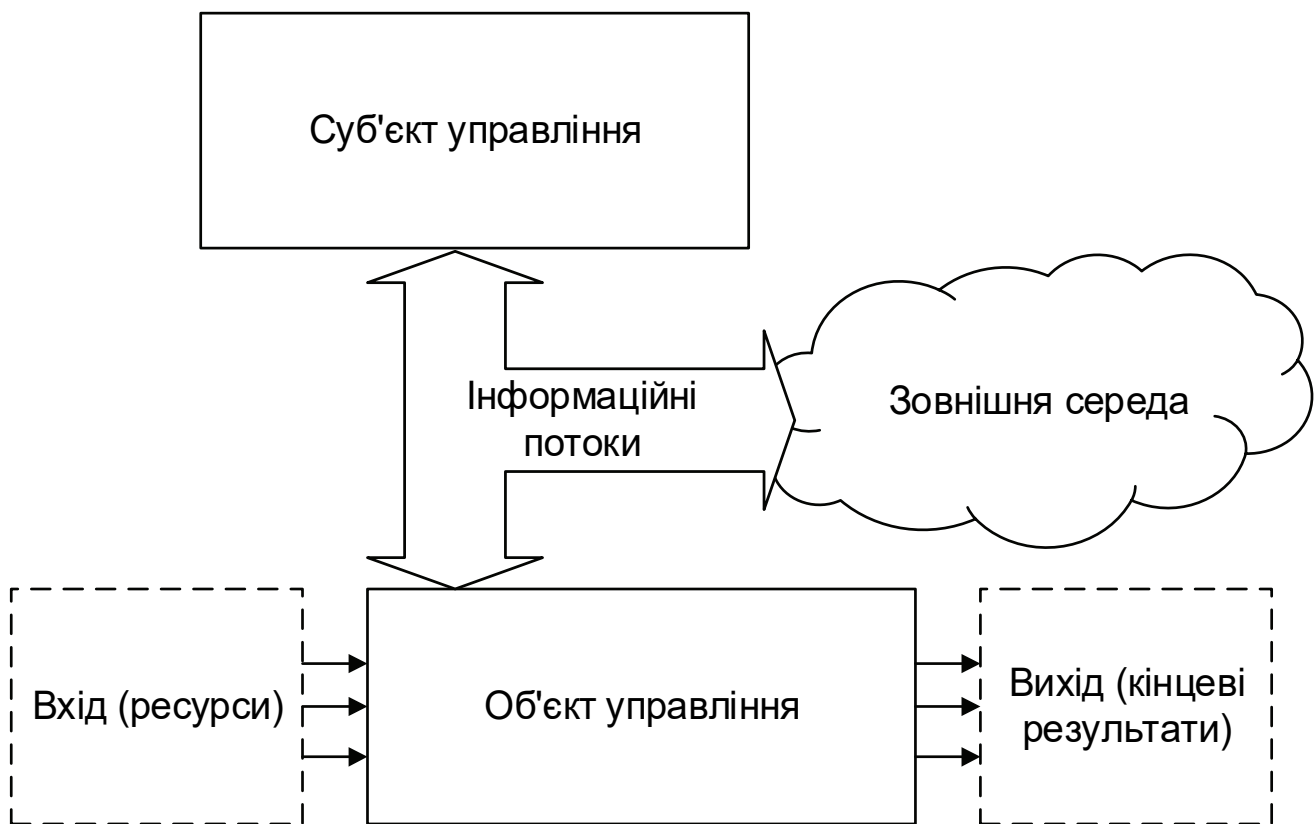 Суб'єкт управління
Інформаційні
потоки
Зовнішня середа
Вхід (ресурси)
Об'єкт управління
Вихід (кінцеві
результати)